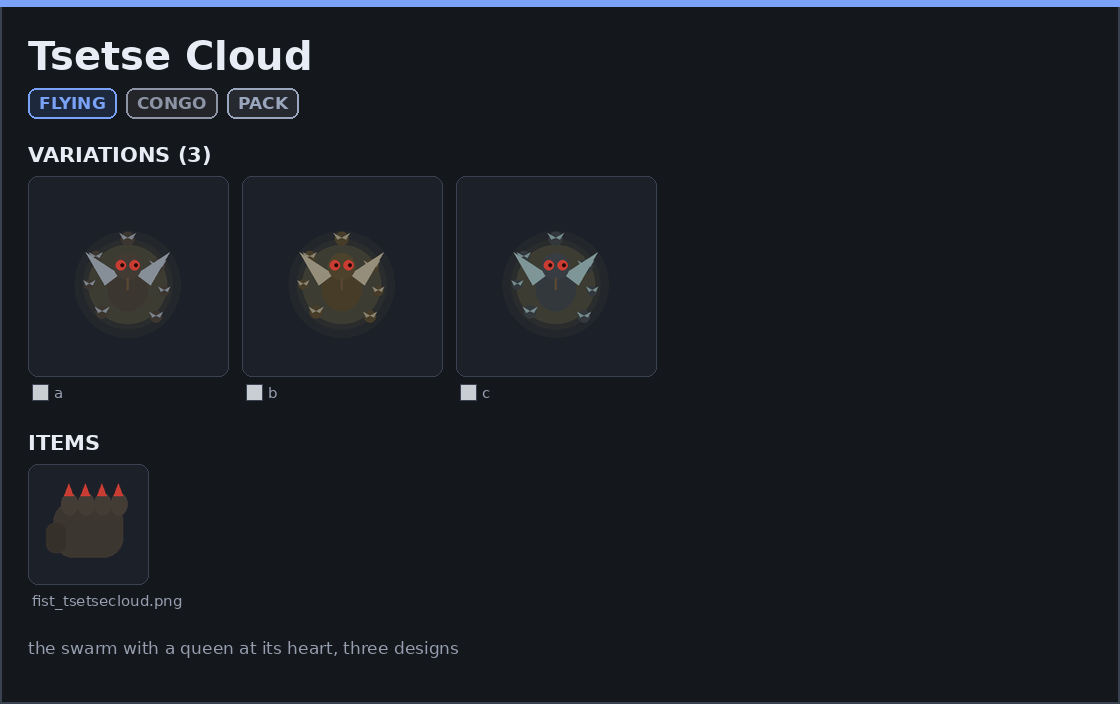 Tsetse Cloud
FLYING CONGO PACK
VARIATIONS (3)
a b c
ITEMS
fist_tsetsecloud.png
the swarm with a queen at its heart, three designs